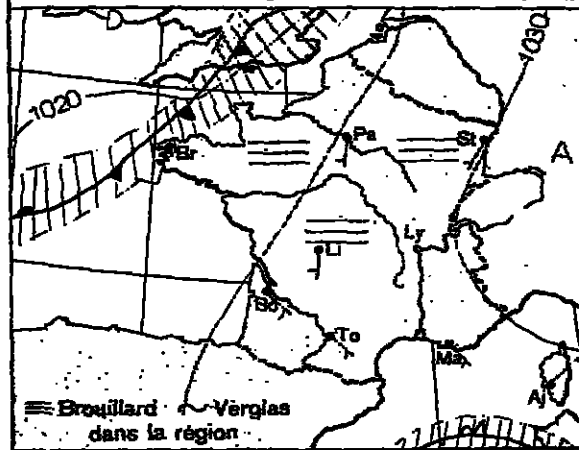 D
1030
1020
Pa
St
Br
A
Ly
Li
Bo
To
Ma
Aj
Brouillard Verglas
dans la région